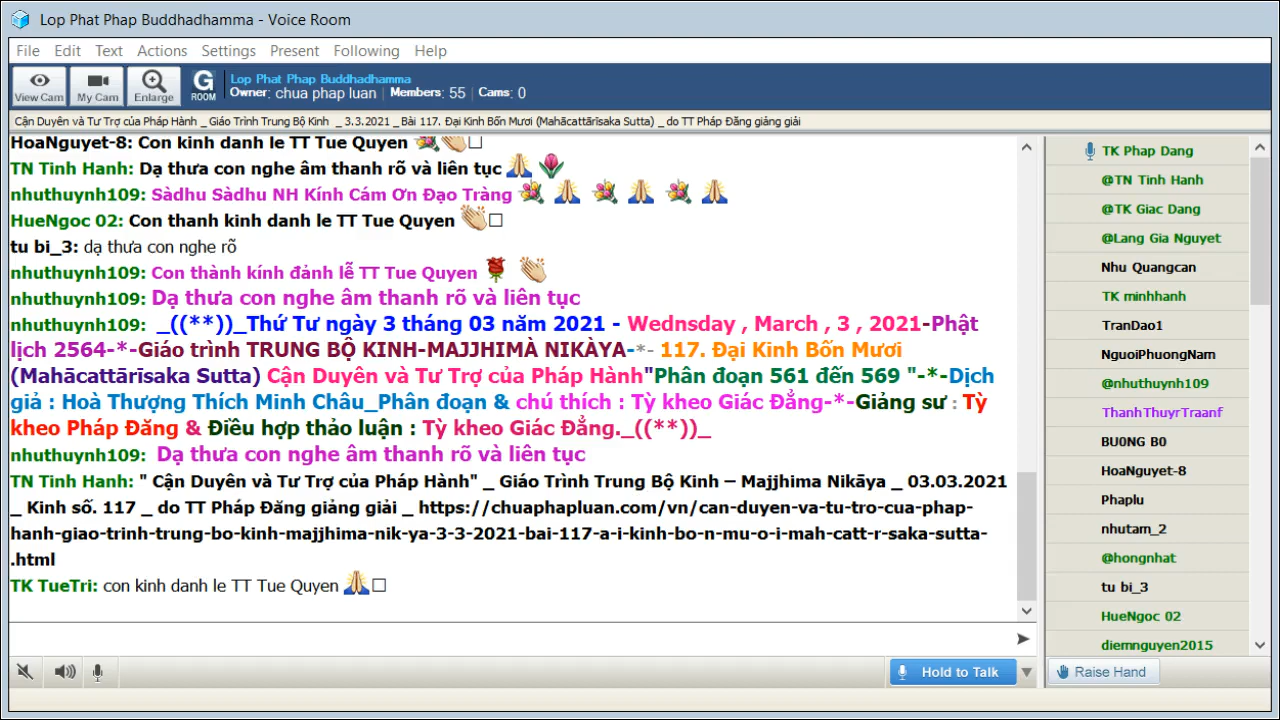 Lop Phat Phap Buddhadhamma - Voice Room
File Edit Text Actions Settings Present Following Help
View Cam My Cam Enlarge G ROOM
Lop Phat Phap Buddhadhamma
Owner: chua phap luan Members: 55 Cams: 0
Cận Duyên và Tư Trợ của Pháp Hành _ Giáo Trình Trung Bộ Kinh _ 3.3.2021 _ Bài 117. Đại Kinh Bốn Mươi (Mahācattārīsaka Sutta) _ do TT Pháp Đăng giảng giải
HoaNguyet-8: Con kinh danh le TT Tue Quyen
TN Tinh Hanh: Dạ thưa con nghe âm thanh rõ và liên tục
nhuthuynh109: Sàdhu Sàdhu NH Kính Cám Ơn Đạo Tràng
HueNgoc 02: Con thanh kinh danh le TT Tue Quyen
tu bi_3: dạ thưa con nghe rõ
nhuthuynh109: Con thành kính đảnh lễ TT Tue Quyen
nhuthuynh109: Dạ thưa con nghe âm thanh rõ và liên tục
nhuthuynh109: _((**))_Thứ Tư ngày 3 tháng 03 năm 2021 - Wednsday , March , 3 , 2021-Phật
lịch 2564-*-Giáo trình TRUNG BỘ KINH-MAJJHIMÀ NIKÀYA-*- 117. Đại Kinh Bốn Mươi
(Mahācattārīsaka Sutta) Cận Duyên và Tư Trợ của Pháp Hành"Phân đoạn 561 đến 569 "-*-Dịch
giả : Hoà Thượng Thích Minh Châu_Phân đoạn & chú thích : Tỳ kheo Giác Đẳng-*-Giảng sư : Tỳ
kheo Pháp Đăng & Điều hợp thảo luận : Tỳ kheo Giác Đẳng._((**))_
nhuthuynh109: Dạ thưa con nghe âm thanh rõ và liên tục
TN Tinh Hanh: " Cận Duyên và Tư Trợ của Pháp Hành" _ Giáo Trình Trung Bộ Kinh – Majjhima Nikāya _ 03.03.2021
_ Kinh số. 117 _ do TT Pháp Đăng giảng giải _ https://chuaphapluan.com/vn/can-duyen-va-tu-tro-cua-phap-
hanh-giao-trinh-trung-bo-kinh-majjhima-nik-ya-3-3-2021-bai-117-a-i-kinh-bo-n-mu-o-i-mah-catt-r-saka-sutta-
.html
TK TueTri: con kinh danh le TT Tue Quyen
Hold to Talk
TK Phap Dang
@TN Tinh Hanh
@TK Giac Dang
@Lang Gia Nguyet
Nhu Quangcan
TK minhhanh
TranDao1
NguoiPhuongNam
@nhuthuynh109
ThanhThuyrTraanf
BU0NG B0
HoaNguyet-8
Phaplu
nhutam_2
@hongnhat
tu bi_3
HueNgoc 02
diemnguyen2015
Raise Hand